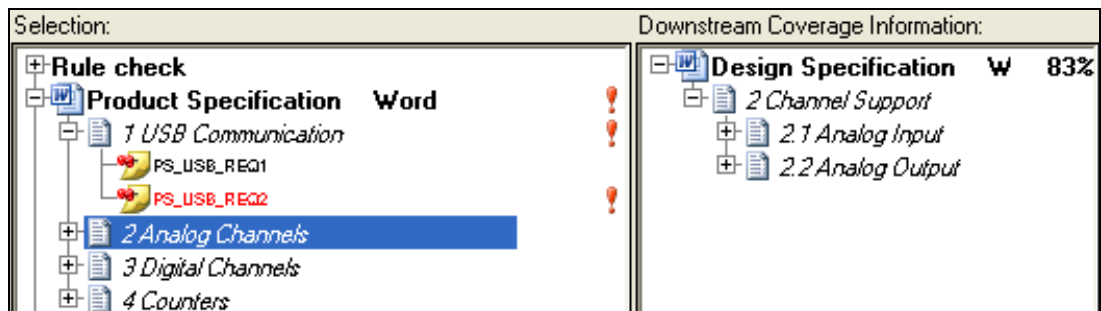 Selection:
Rule check
Product Specification Word
1 USB Communication
PS_USB_REQ1
PS_USB_REQ2
2 Analog Channels
3 Digital Channels
4 Counters
Downstream Coverage Information:
Design Specification W 83%
2 Channel Support
2.1 Analog Input
2.2 Analog Output